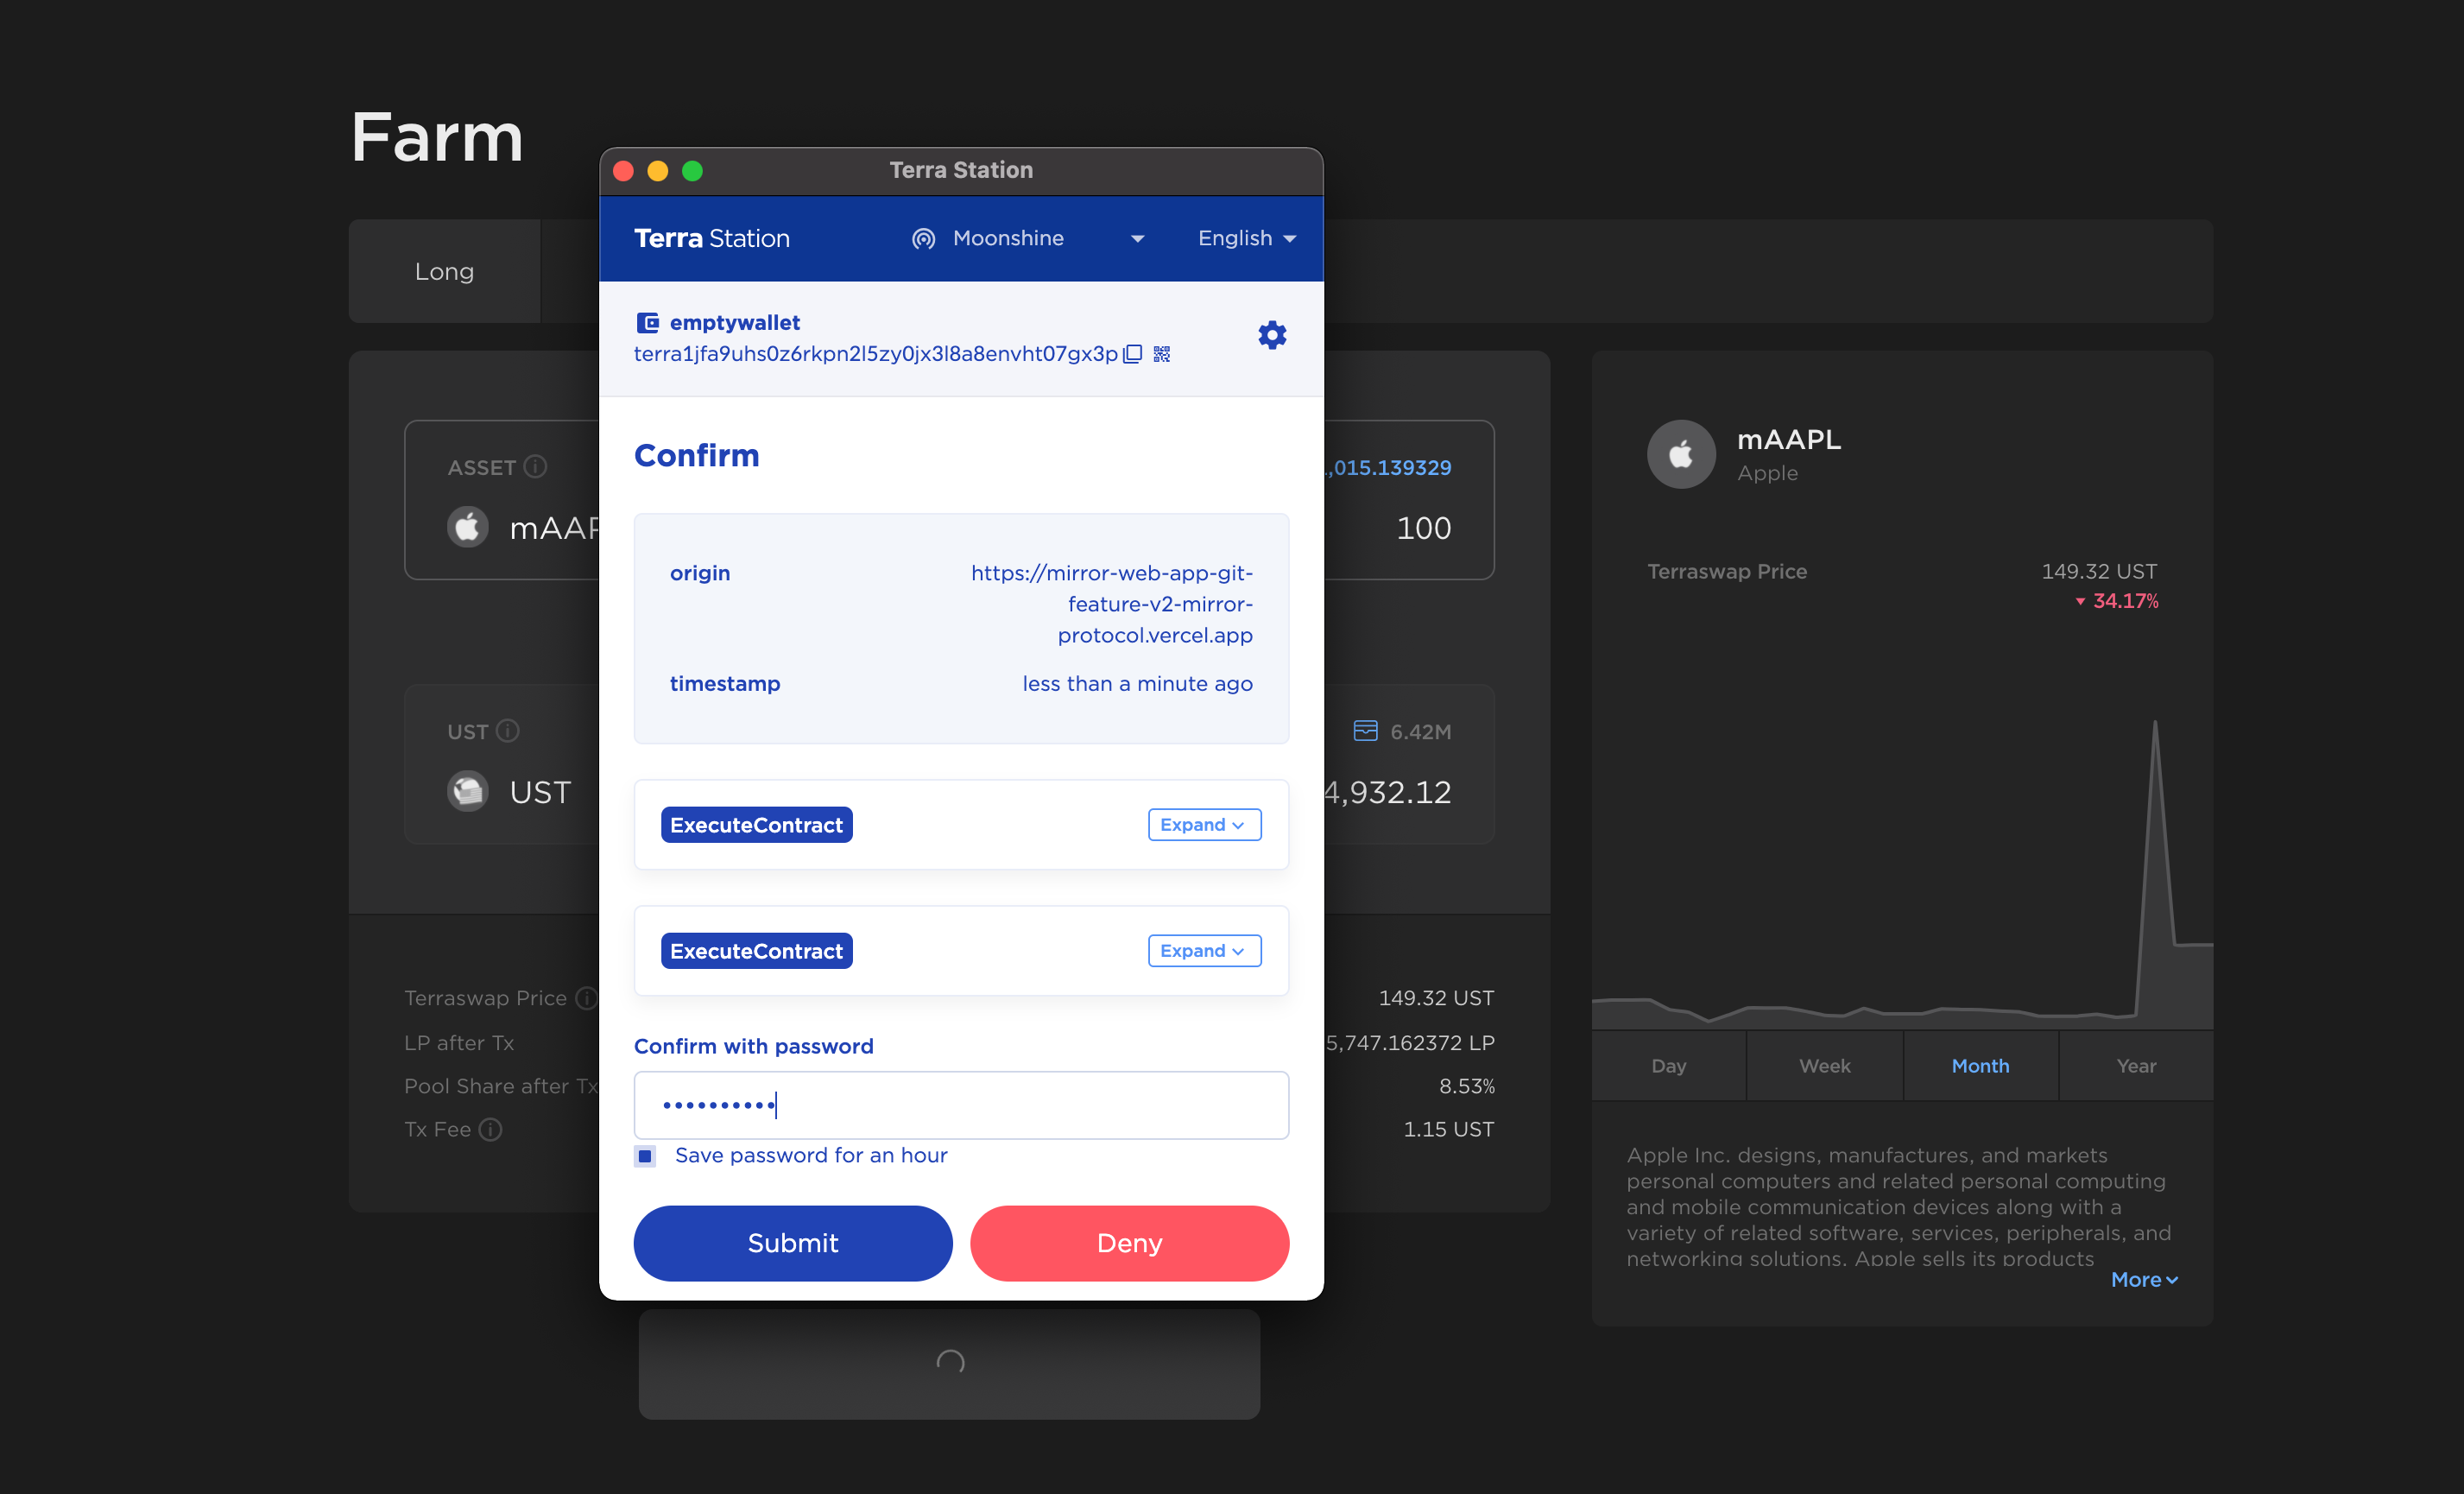 Farm
Terra Station
Long
Terra Station
Moonshine
English
emptywallet
terra1jfa9uhs0z6rkpn2l5zy0jx3l8a8envht07gx3p
Confirm
origin
https://mirror-web-app-git-
feature-v2-mirror-
protocol.vercel.app
timestamp
less than a minute ago
ExecuteContract
Expand
ExecuteContract
Expand
Confirm with password
Save password for an hour
Submit
Deny
ASSET
,015.139329
mAAP
100
UST
6.42M
UST
4,932.12
Terraswap Price
149.32 UST
LP after Tx
5,747.162372 LP
Pool Share after Tx
8.53%
Tx Fee
1.15 UST
mAAPL
Apple
Terraswap Price
149.32 UST
34.17%
Day
Week
Month
Year
Apple Inc. designs, manufactures, and markets
personal computers and related personal computing
and mobile communication devices along with a
variety of related software, services, peripherals, and
networking solutions. Apple sells its products
More